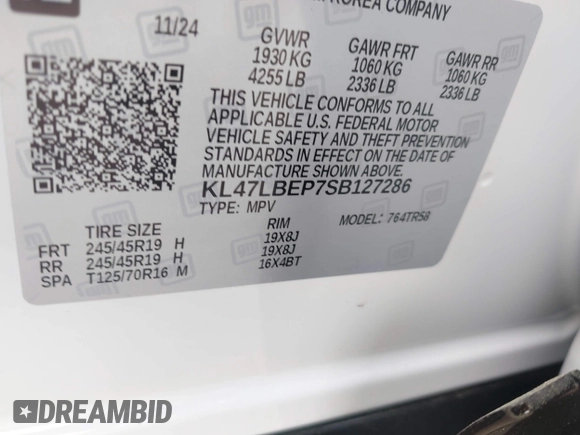 KOREA COMPANY
11/24
GVWR GAWR FRT GAWR RR
1930 KG 1060 KG 1060 KG
4255 LB 2336 LB 2336 LB
THIS VEHICLE CONFORMS TO ALL
APPLICABLE U.S. FEDERAL MOTOR
VEHICLE SAFETY AND THEFT PREVENTION
STANDARDS IN EFFECT ON THE DATE OF
MANUFACTURE SHOWN ABOVE.
KL47LBEP7SB127286
TYPE: MPV MODEL: 764TR58
TIRE SIZE RIM
FRT 245/45R19 H 19X8J
RR 245/45R19 H 19X8J
SPA T125/70R16 M 16X4BT
gm
DREAMBID